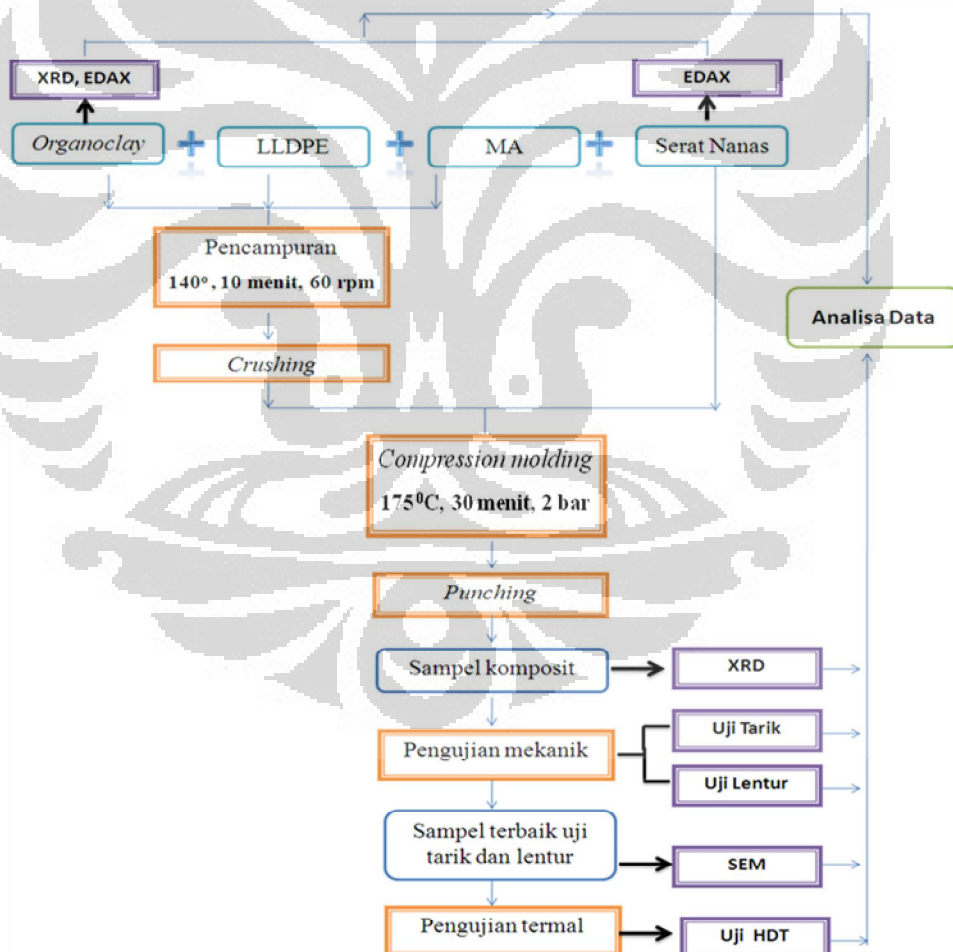 XRD, EDAX
EDAX
Organoclay + LLDPE + MA + Serat Nanas
Pencampuran
140º, 10 menit, 60 rpm
Analisa Data
Crushing
Compression molding
175⁰C, 30 menit, 2 bar
Punching
Sampel komposit
XRD
Uji Tarik
Pengujian mekanik
Uji Lentur
Sampel terbaik uji
tarik dan lentur
SEM
Pengujian termal
Uji HDT